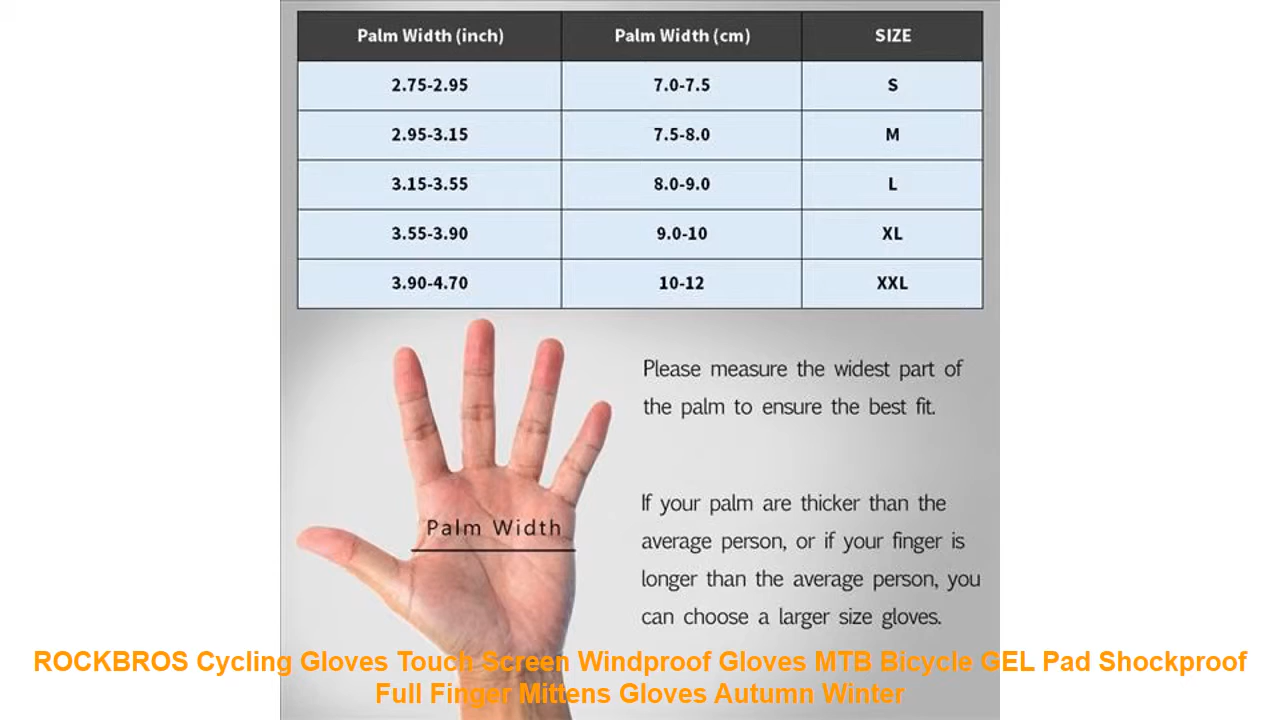 Palm Width (inch) Palm Width (cm) SIZE
2.75-2.95 7.0-7.5 S
2.95-3.15 7.5-8.0 M
3.15-3.55 8.0-9.0 L
3.55-3.90 9.0-10 XL
3.90-4.70 10-12 XXL
Please measure the widest part of
the palm to ensure the best fit.
Palm Width
If your palm are thicker than the
average person, or if your finger is
longer than the average person, you
can choose a larger size gloves.
ROCKBROS Cycling Gloves Touch Screen Windproof Gloves MTB Bicycle GEL Pad Shockproof
Full Finger Mittens Gloves Autumn Winter